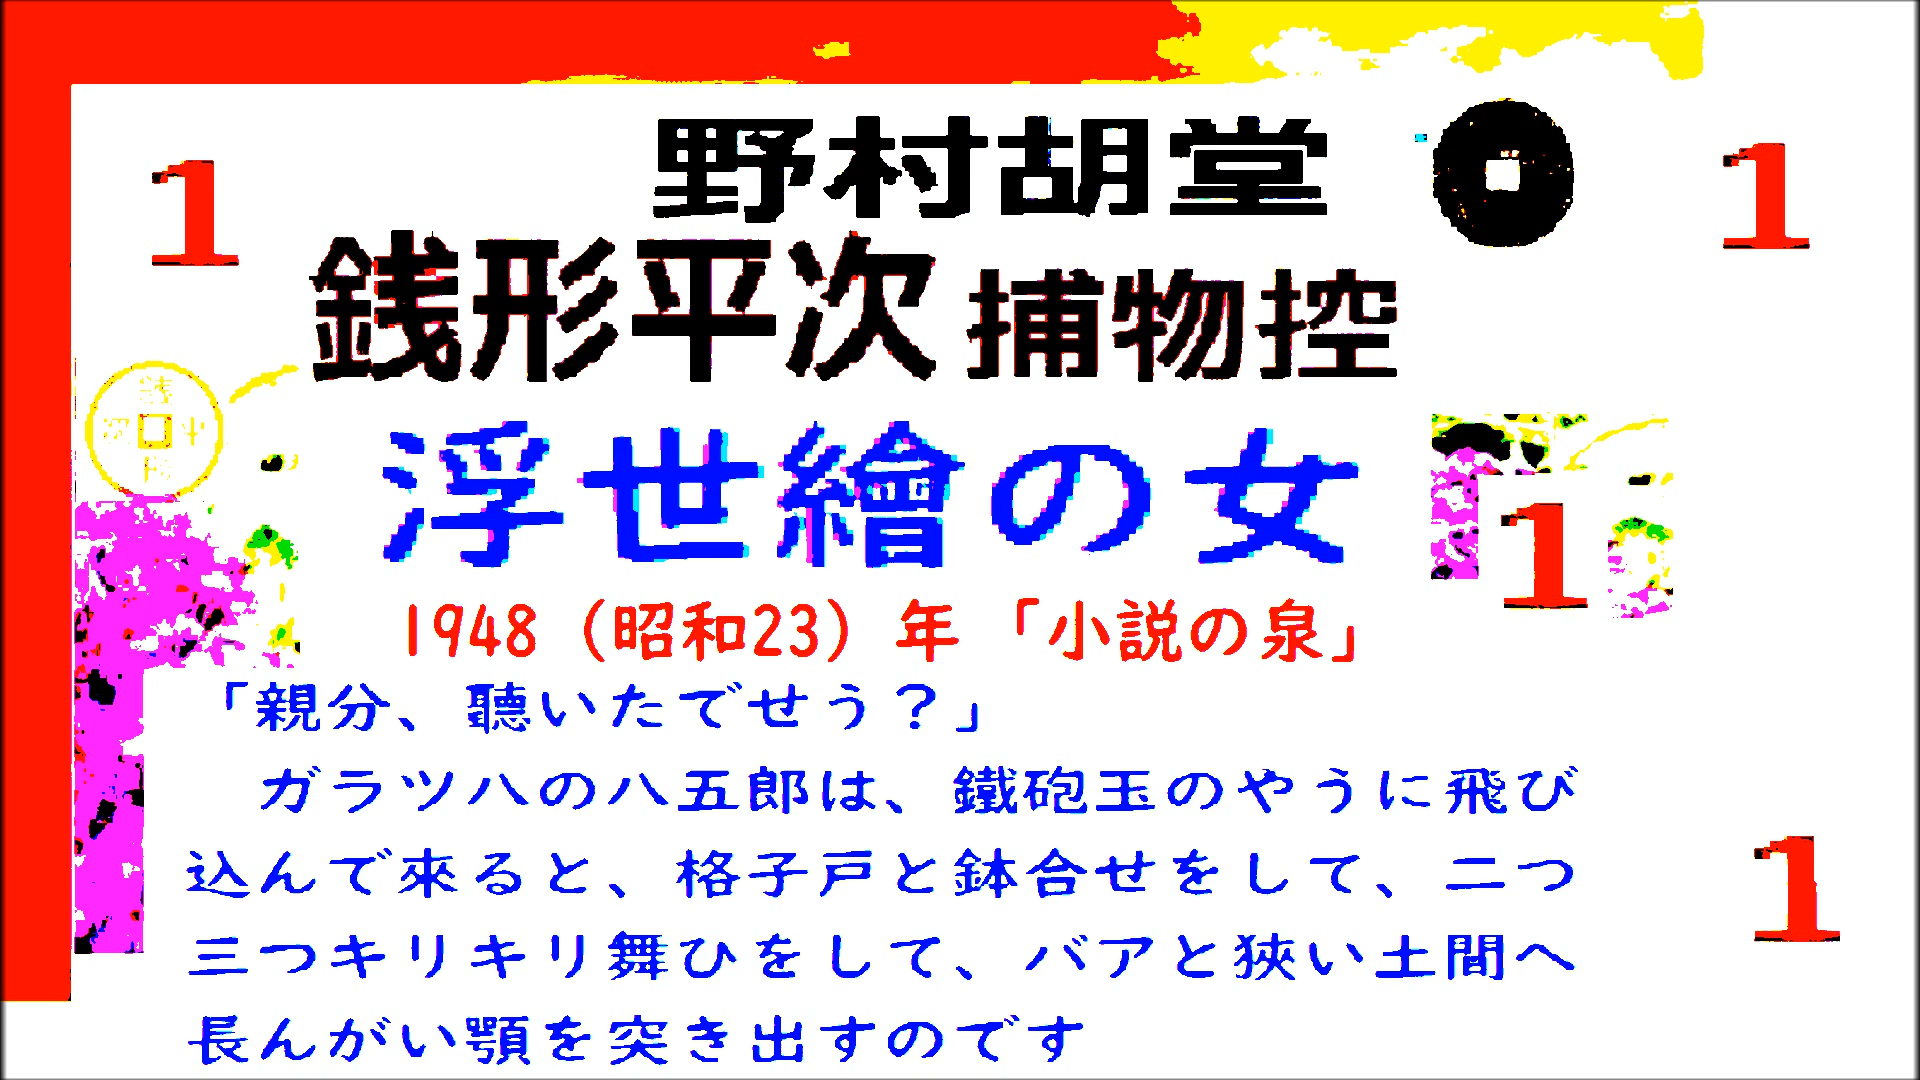 野村胡堂
1
1
銭形平次 捕物控
浮世繪の女
1
1948(昭和23)年「小説の泉」
「親分、聽いたでせう?」
ガラツハのハ五郎は、鐵砲玉のやうに飛び
込んで來ると、格子戸と鉢合せをして、二つ
三つキリキリ舞ひをして、バアと狹い土間へ
長んがい顎を突き出すのです
1